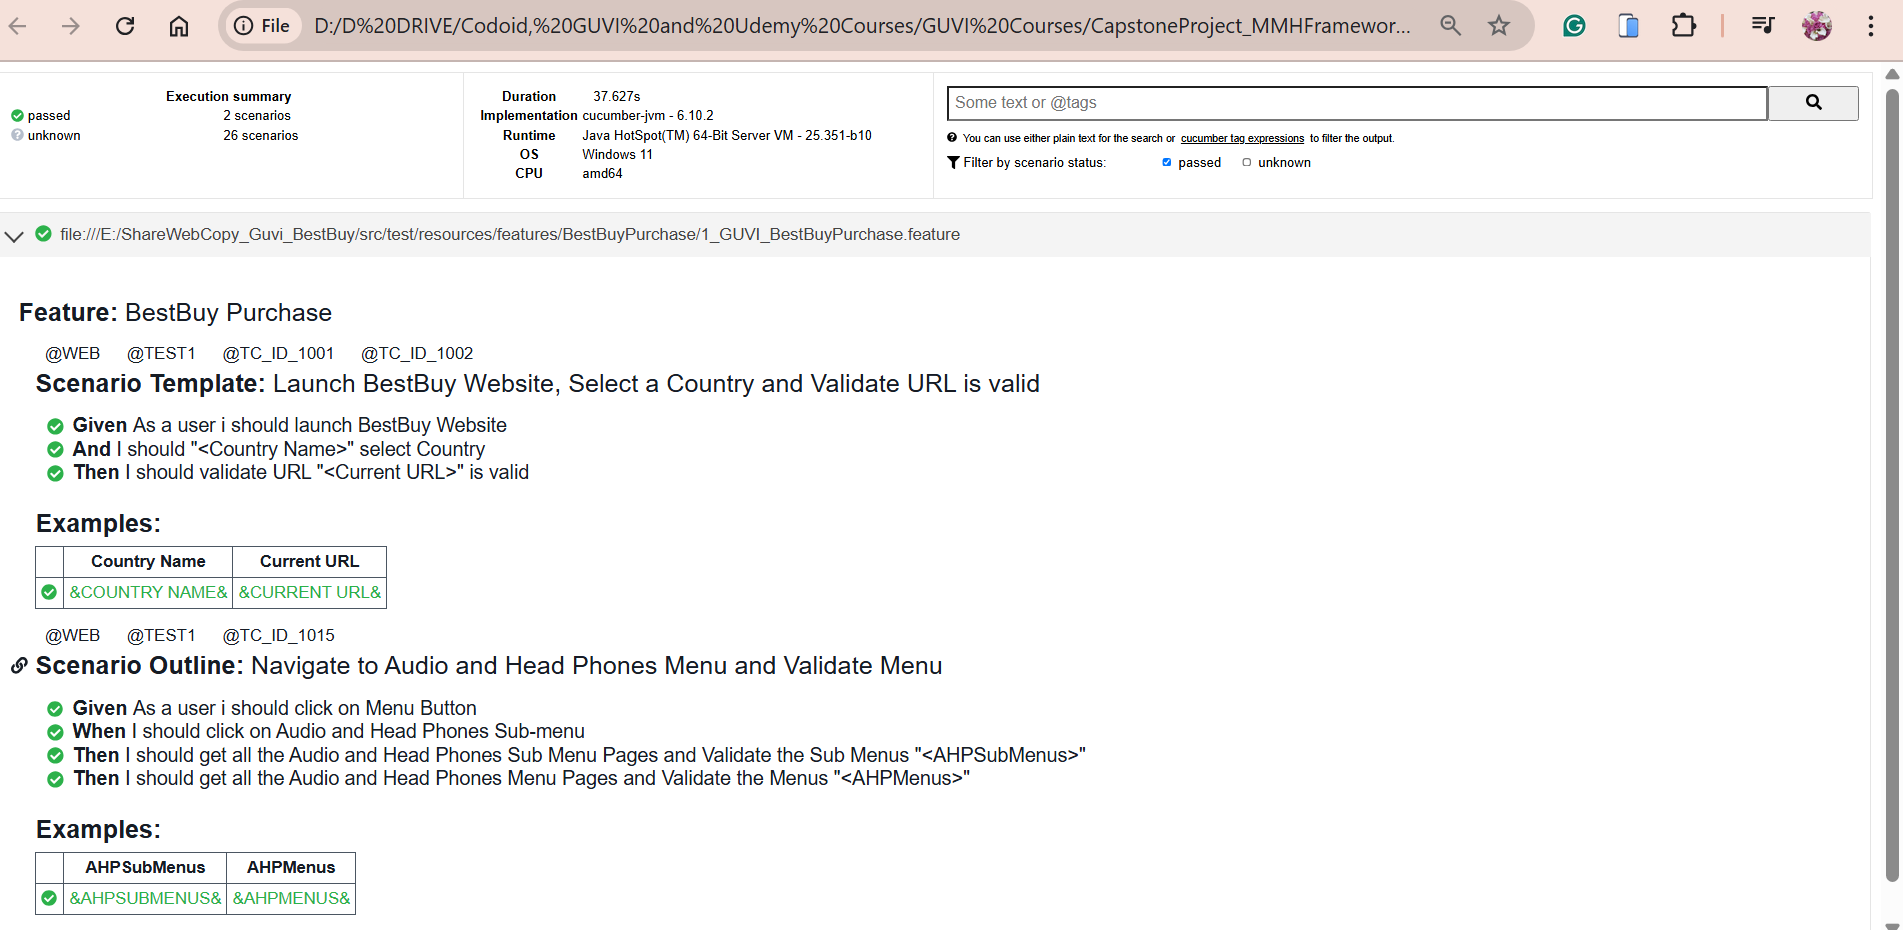 File D:/D%20DRIVE/Codoid,%20GUVI%20and%20Udemy%20Courses/GUVI%20Courses/CapstoneProject_MMHFramewor...
Execution summary
passed 2 scenarios
unknown 26 scenarios
Duration 37.627s
Implementation cucumber-jvm - 6.10.2
Runtime Java HotSpot(TM) 64-Bit Server VM - 25.351-b10
OS Windows 11
CPU amd64
Some text or @tags
You can use either plain text for the search or cucumber tag expressions to filter the output.
Filter by scenario status: passed unknown
file:///E:/ShareWebCopy_Guvi_BestBuy/src/test/resources/features/BestBuyPurchase/1_GUVI_BestBuyPurchase.feature
Feature: BestBuy Purchase
@WEB @TEST1 @TC_ID_1001 @TC_ID_1002
Scenario Template: Launch BestBuy Website, Select a Country and Validate URL is valid
Given As a user i should launch BestBuy Website
And I should "<Country Name>" select Country
Then I should validate URL "<Current URL>" is valid
Examples:
Country Name Current URL
&COUNTRY NAME& &CURRENT URL&
@WEB @TEST1 @TC_ID_1015
Scenario Outline: Navigate to Audio and Head Phones Menu and Validate Menu
Given As a user i should click on Menu Button
When I should click on Audio and Head Phones Sub-menu
Then I should get all the Audio and Head Phones Sub Menu Pages and Validate the Sub Menus "<AHPSubMenus>"
Then I should get all the Audio and Head Phones Menu Pages and Validate the Menus "<AHPMenus>"
Examples:
AHPSubMenus AHPMenus
&AHPSUBMENUS& &AHPMENUS&